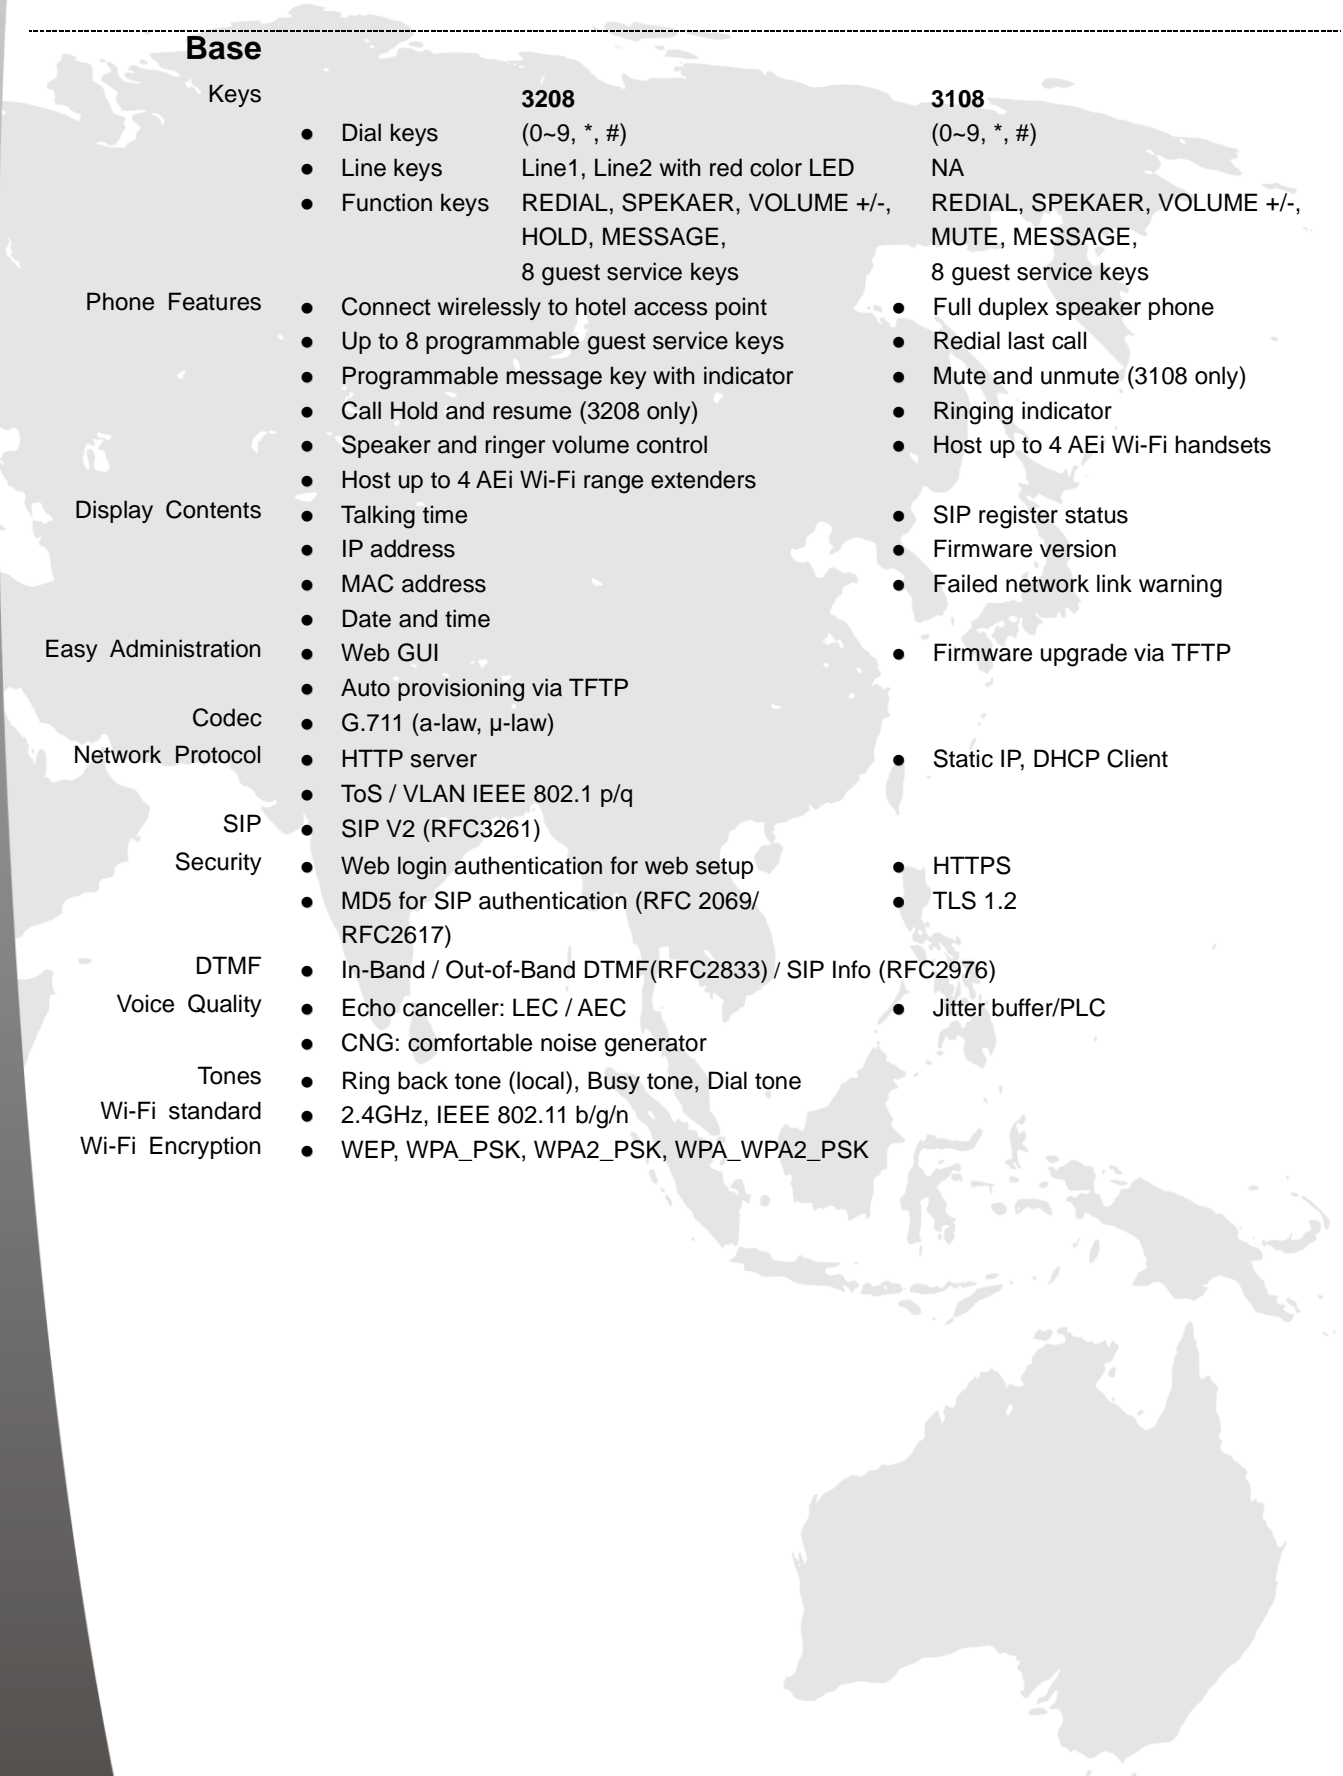 Base
Keys 3208 3108
● Dial keys (0~9, *, #) (0~9, *, #)
● Line keys Line1, Line2 with red color LED NA
● Function keys REDIAL, SPEKAER, VOLUME +/-, REDIAL, SPEKAER, VOLUME +/-,
HOLD, MESSAGE, MUTE, MESSAGE,
8 guest service keys 8 guest service keys
Phone Features ● Connect wirelessly to hotel access point ● Full duplex speaker phone
● Up to 8 programmable guest service keys ● Redial last call
● Programmable message key with indicator ● Mute and unmute (3108 only)
● Call Hold and resume (3208 only) ● Ringing indicator
● Speaker and ringer volume control ● Host up to 4 AEi Wi-Fi handsets
● Host up to 4 AEi Wi-Fi range extenders
Display Contents ● Talking time ● SIP register status
● IP address ● Firmware version
● MAC address ● Failed network link warning
● Date and time
Easy Administration ● Web GUI ● Firmware upgrade via TFTP
● Auto provisioning via TFTP
Codec ● G.711 (a-law, μ-law)
Network Protocol ● HTTP server ● Static IP, DHCP Client
● ToS / VLAN IEEE 802.1 p/q
SIP ● SIP V2 (RFC3261)
Security ● Web login authentication for web setup ● HTTPS
● MD5 for SIP authentication (RFC 2069/ ● TLS 1.2
RFC2617)
DTMF ● In-Band / Out-of-Band DTMF(RFC2833) / SIP Info (RFC2976)
Voice Quality ● Echo canceller: LEC / AEC ● Jitter buffer/PLC
● CNG: comfortable noise generator
Tones ● Ring back tone (local), Busy tone, Dial tone
Wi-Fi standard ● 2.4GHz, IEEE 802.11 b/g/n
Wi-Fi Encryption ● WEP, WPA_PSK, WPA2_PSK, WPA_WPA2_PSK